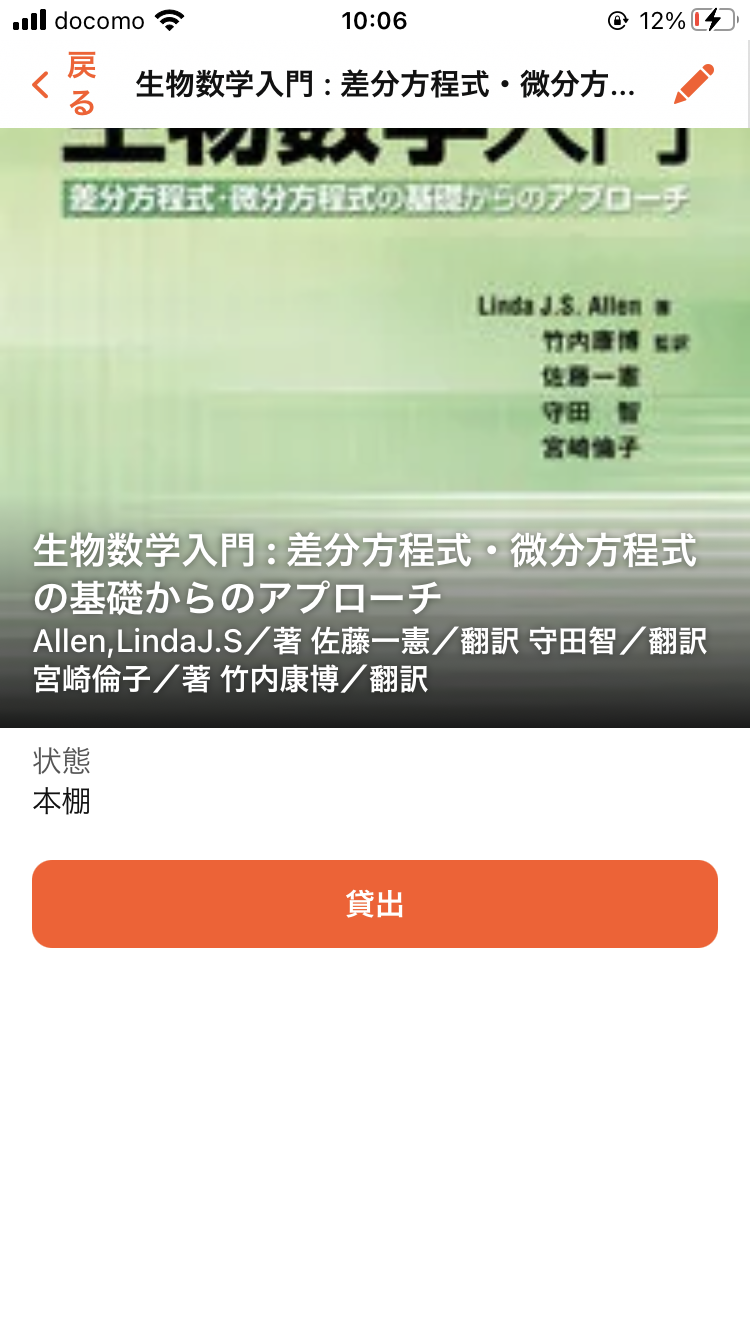 docomo 10:06 12%
戻る 生物数学入門 : 差分方程式・微分方...
生物数学入門
差分方程式・微分方程式の基礎からのアプローチ
Linda J.S. Allen 著
竹内康博 監訳
佐藤一憲
守田 智
宮崎倫子
生物数学入門 : 差分方程式・微分方程式
の基礎からのアプローチ
Allen,LindaJ.S／著 佐藤一憲／翻訳 守田智／翻訳
宮崎倫子／著 竹内康博／翻訳
状態
本棚
貸出